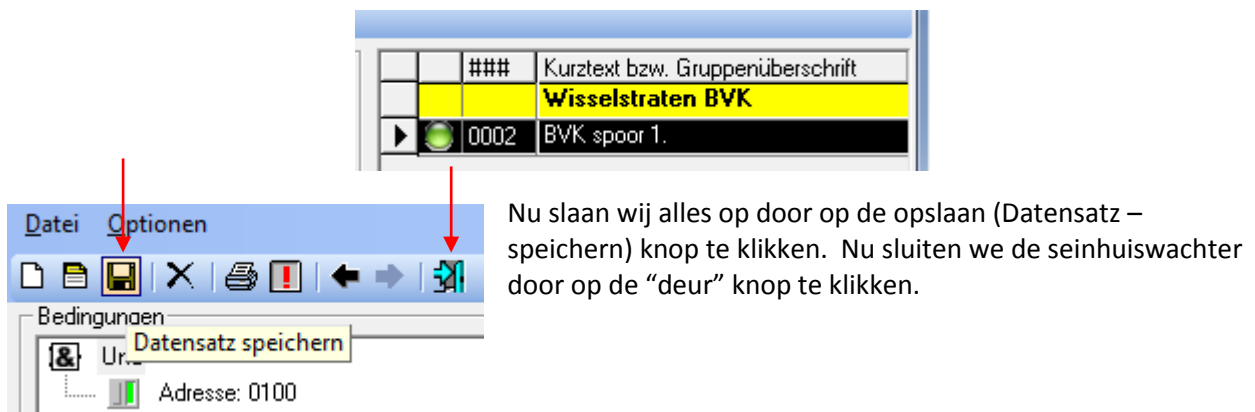 ### Kurztext bzw. Gruppenüberschrift
Wisselstraten BVK
0002 BVK spoor 1.
Datei Optionen
Bedingungen
&
Datensatz speichern
Adresse: 0100
Nu slaan wij alles op door op de opslaan (Datensatz –
speichern) knop te klikken.  Nu sluiten we de seinhuiswachter
door op de “deur” knop te klikken.